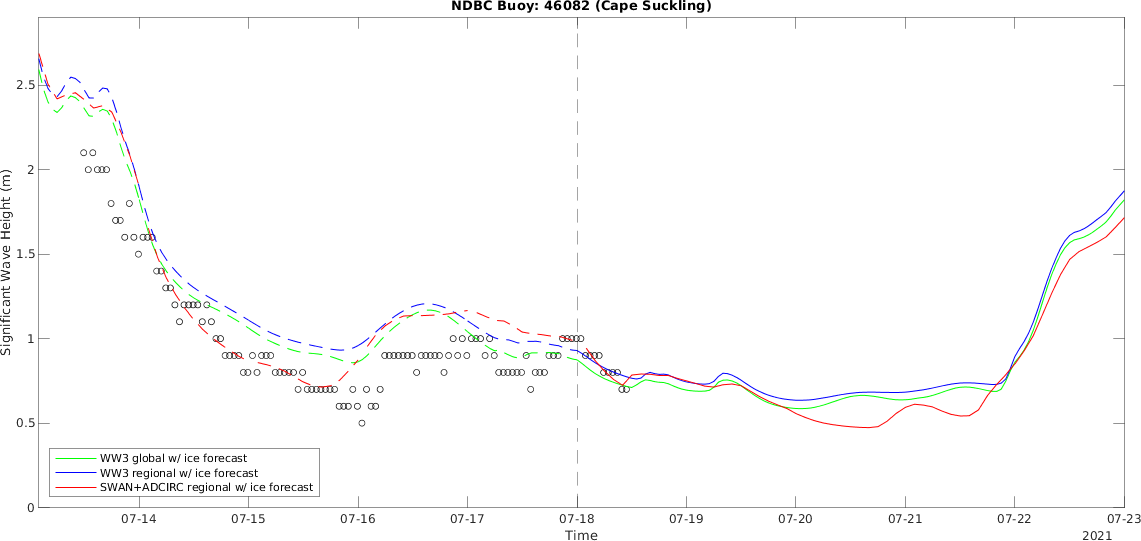 NDBC Buoy: 46082 (Cape Suckling)
Significant Wave Height (m)
2.5
2
1.5
1
0.5
0
WW3 global w/ ice forecast
WW3 regional w/ ice forecast
SWAN+ADCIRC regional w/ ice forecast
07-14 07-15 07-16 07-17 07-18 07-19 07-20 07-21 07-22 07-23
Time
2021